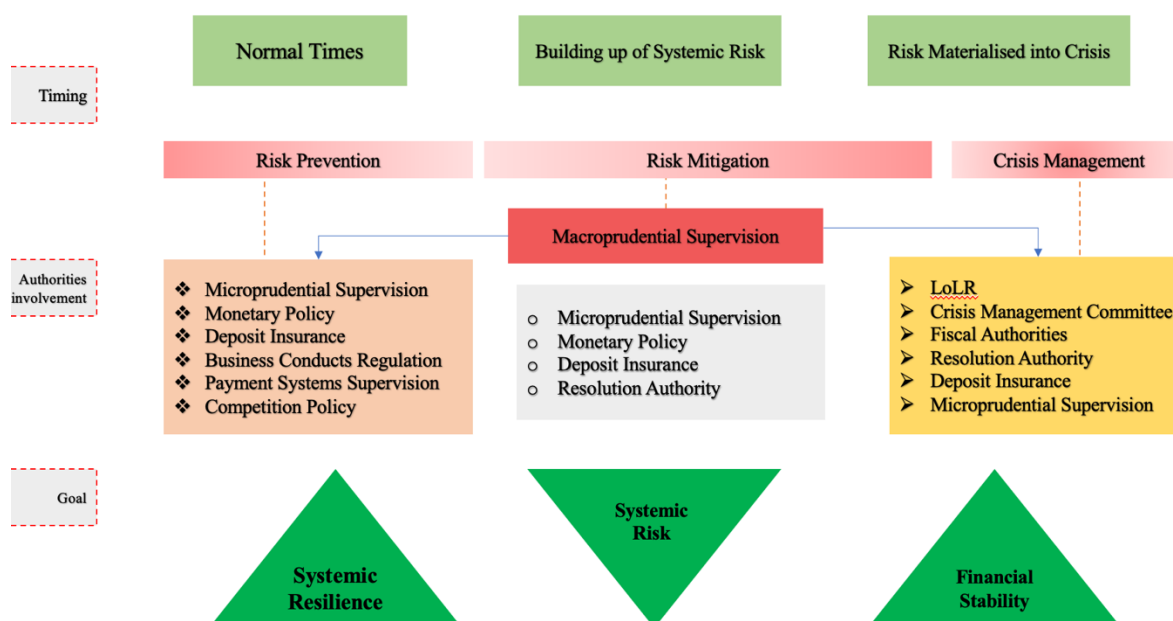 Normal Times
Building up of Systemic Risk
Risk Materialised into Crisis
Timing
Risk Prevention
Risk Mitigation
Crisis Management
Macroprudential Supervision
Authorities
involvement
Microprudential Supervision
Monetary Policy
Deposit Insurance
Business Conducts Regulation
Payment Systems Supervision
Competition Policy
Microprudential Supervision
Monetary Policy
Deposit Insurance
Resolution Authority
LoLR
Crisis Management Committee
Fiscal Authorities
Resolution Authority
Deposit Insurance
Microprudential Supervision
Goal
Systemic
Resilience
Systemic
Risk
Financial
Stability